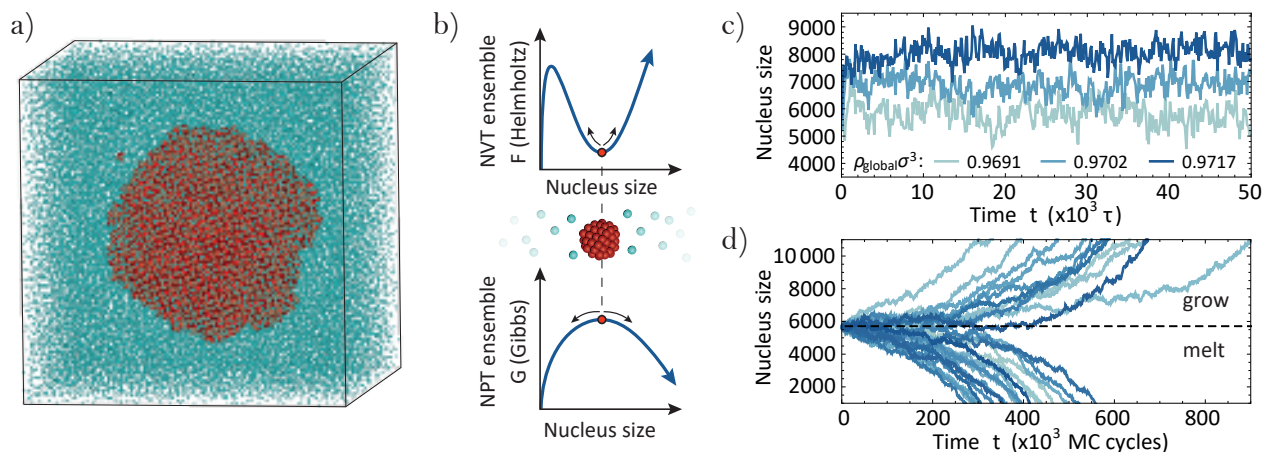 a)
b)
NVT ensemble
F (Helmholtz)
Nucleus size
NPT ensemble
G (Gibbs)
Nucleus size
c)
Nucleus size
9000
8000
7000
6000
5000
4000
ρglobalσ³: 0.9691 0.9702 0.9717
0 10 20 30 40 50
Time t (x10³ τ)
d)
Nucleus size
10000
8000
6000
4000
2000
grow
melt
0 200 400 600 800
Time t (x10³ MC cycles)